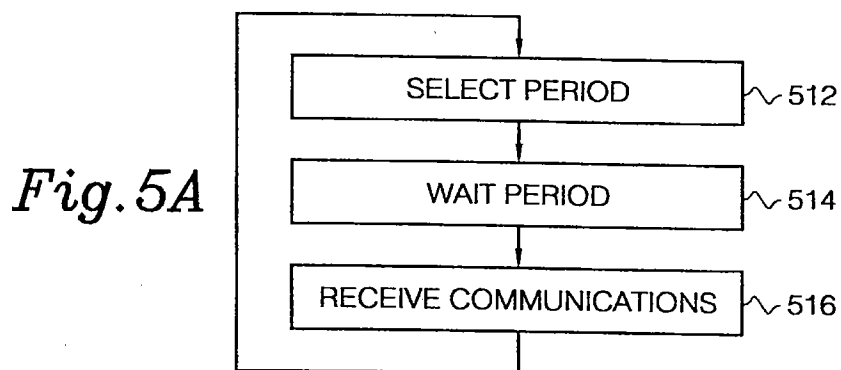 SELECT PERIOD
512
Fig. 5A
WAIT PERIOD
514
RECEIVE COMMUNICATIONS
516